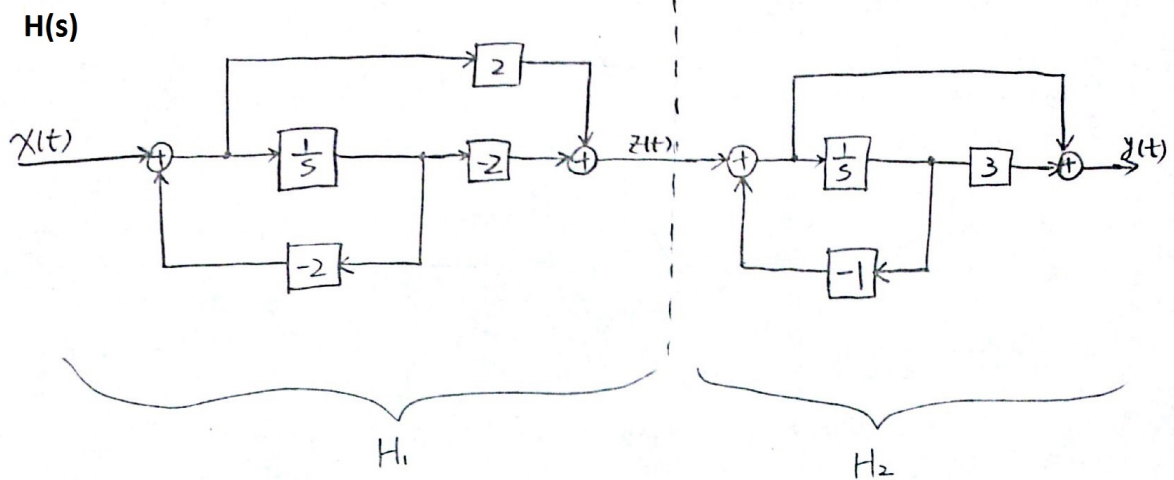 H(s)
2
x(t)
+
1/s
-2
+
z(t)
+
1/s
3
+
y(t)
-2
-1
H₁
H₂